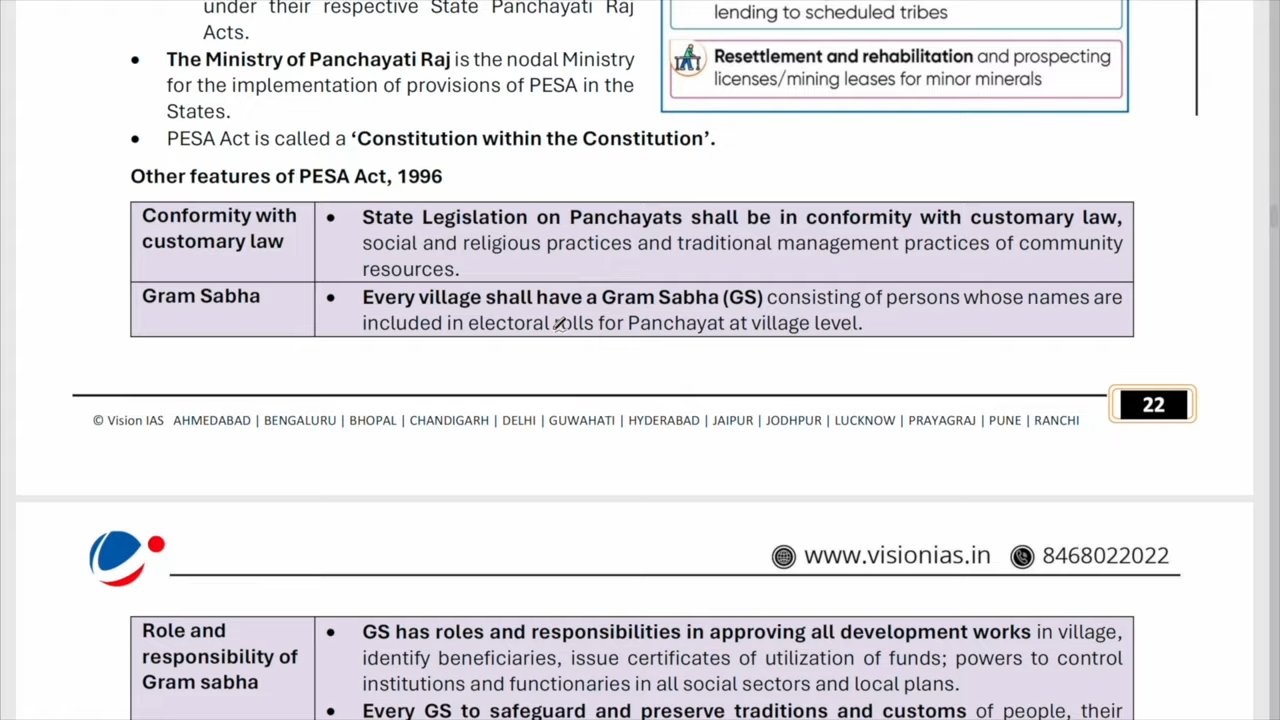 under their respective State Panchayati Raj
Acts.
• The Ministry of Panchayati Raj is the nodal Ministry
for the implementation of provisions of PESA in the
States.
• PESA Act is called a ‘Constitution within the Constitution’.
lending to scheduled tribes
Resettlement and rehabilitation and prospecting
licenses/mining leases for minor minerals
Other features of PESA Act, 1996
Conformity with
customary law
• State Legislation on Panchayats shall be in conformity with customary law,
social and religious practices and traditional management practices of community
resources.
Gram Sabha
• Every village shall have a Gram Sabha (GS) consisting of persons whose names are
included in electoral rolls for Panchayat at village level.
22
© Vision IAS AHMEDABAD | BENGALURU | BHOPAL | CHANDIGARH | DELHI | GUWAHATI | HYDERABAD | JAIPUR | JODHPUR | LUCKNOW | PRAYAGRAJ | PUNE | RANCHI
www.visionias.in 8468022022
Role and
responsibility of
Gram sabha
• GS has roles and responsibilities in approving all development works in village,
identify beneficiaries, issue certificates of utilization of funds; powers to control
institutions and functionaries in all social sectors and local plans.
• Every GS to safeguard and preserve traditions and customs of people, their